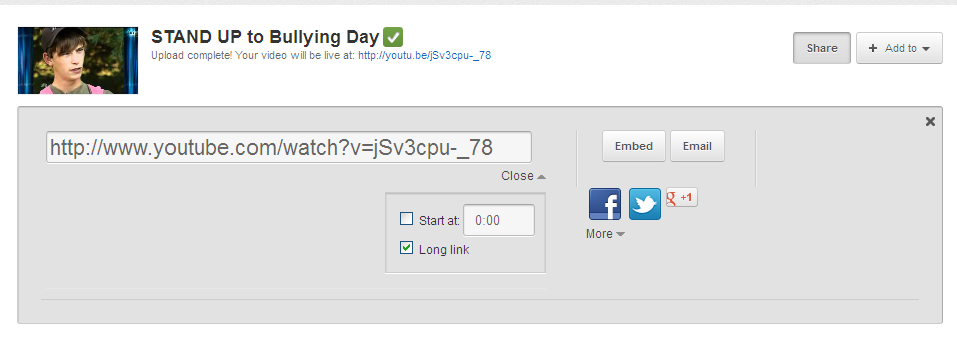 STAND UP to Bullying Day
Upload complete! Your video will be live at: http://youtu.be/jSv3cpu-_78
Share
+ Add to
http://www.youtube.com/watch?v=jSv3cpu-_78
Close
Start at: 0:00
Long link
Embed
Email
f
g +1
More